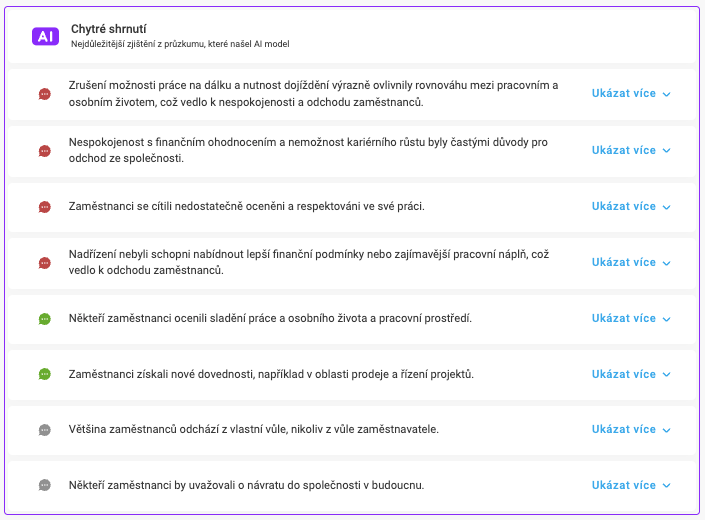 AI
Chytré shrnutí
Nejdůležitější zjištění z průzkumu, které našel AI model
Zrušení možnosti práce na dálku a nutnost dojíždění výrazně ovlivnily rovnováhu mezi pracovním a
osobním životem, což vedlo k nespokojenosti a odchodu zaměstnanců.
Ukázat více
Nespokojenost s finančním ohodnocením a nemožnost kariérního růstu byly častými důvody pro
odchod ze společnosti.
Ukázat více
Zaměstnanci se cítili nedostatečně oceněni a respektováni ve své práci.
Ukázat více
Nadřízení nebyli schopni nabídnout lepší finanční podmínky nebo zajímavější pracovní náplň, což
vedlo k odchodu zaměstnanců.
Ukázat více
Někteří zaměstnanci ocenili sladění práce a osobního života a pracovní prostředí.
Ukázat více
Zaměstnanci získali nové dovednosti, například v oblasti prodeje a řízení projektů.
Ukázat více
Většina zaměstnanců odchází z vlastní vůle, nikoliv z vůle zaměstnavatele.
Ukázat více
Někteří zaměstnanci by uvažovali o návratu do společnosti v budoucnu.
Ukázat více